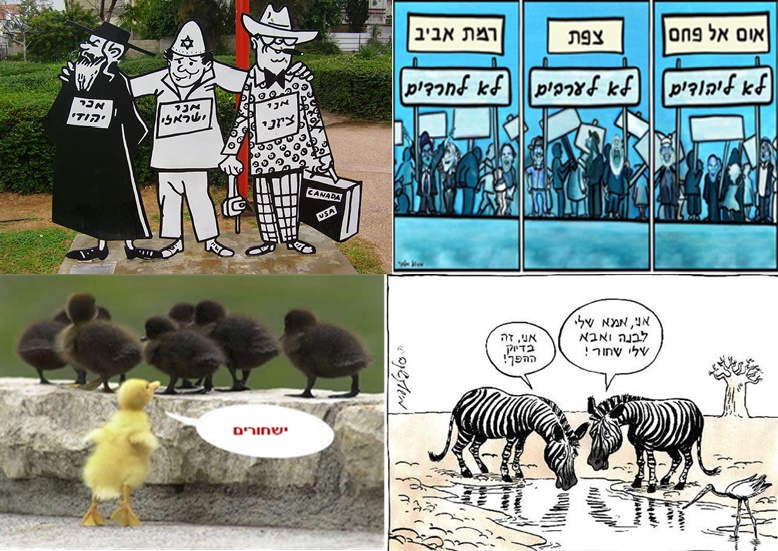 אני
יהודי
אני
ישראלי
אני
ציוני
CANADA
USA
רמת אביב
לא לחרדים
צפת
לא לערבים
אום אל פחם
לא ליהודים
ישחורים
אני, אמא שלי
לבנה ואבא
שלי שחור!
אני, זה
בדיוק
ההפך!